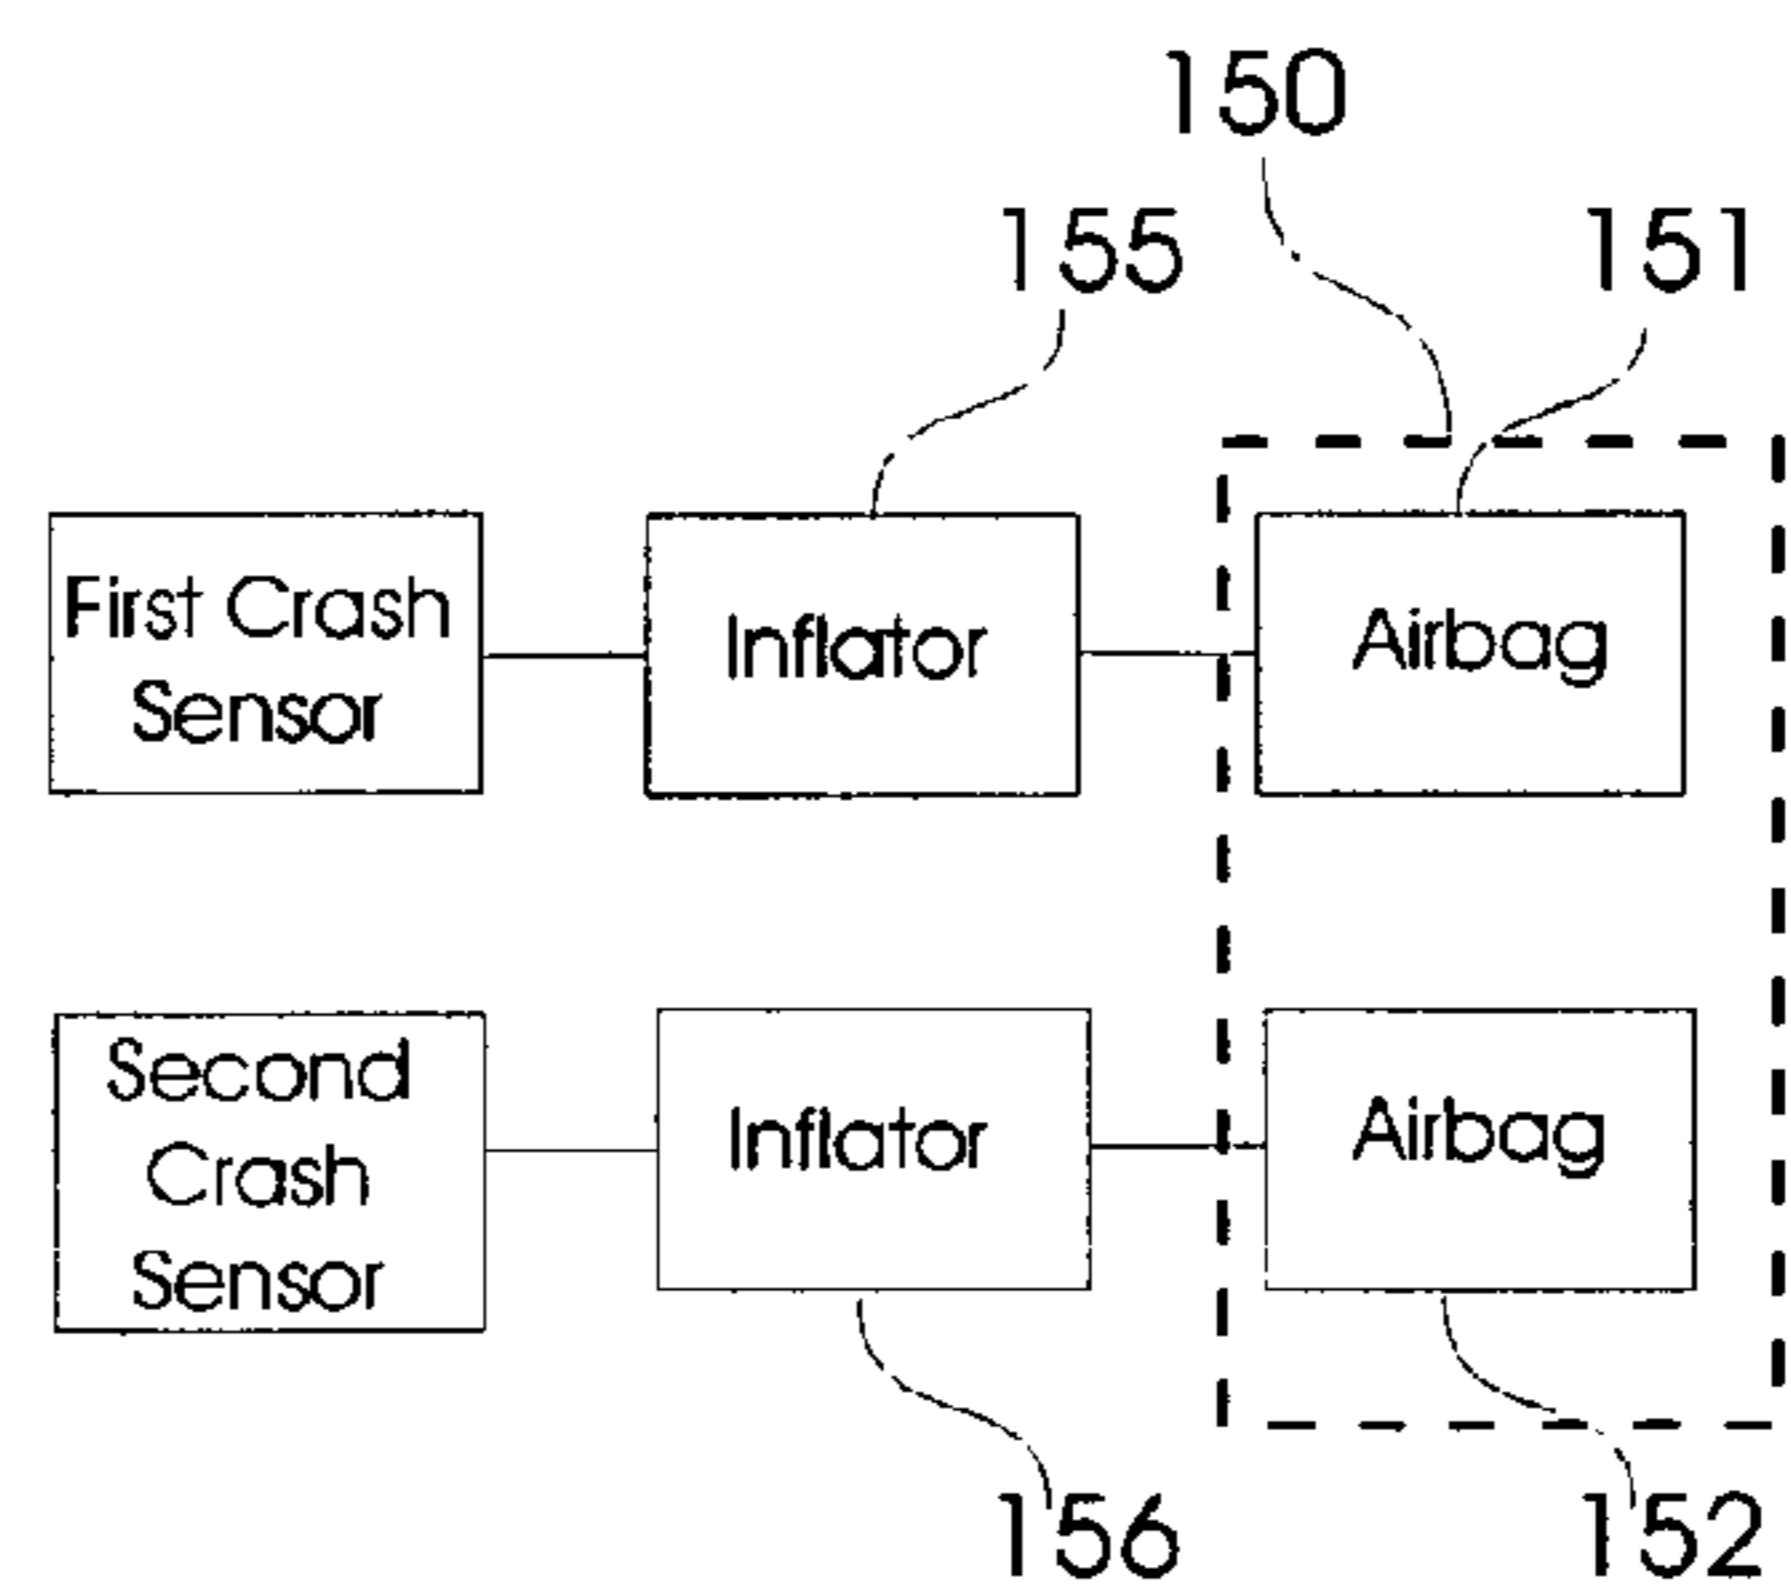 150
155
151
First Crash
Sensor
Inflator
Airbag
Second
Crash
Sensor
Inflator
Airbag
156
152